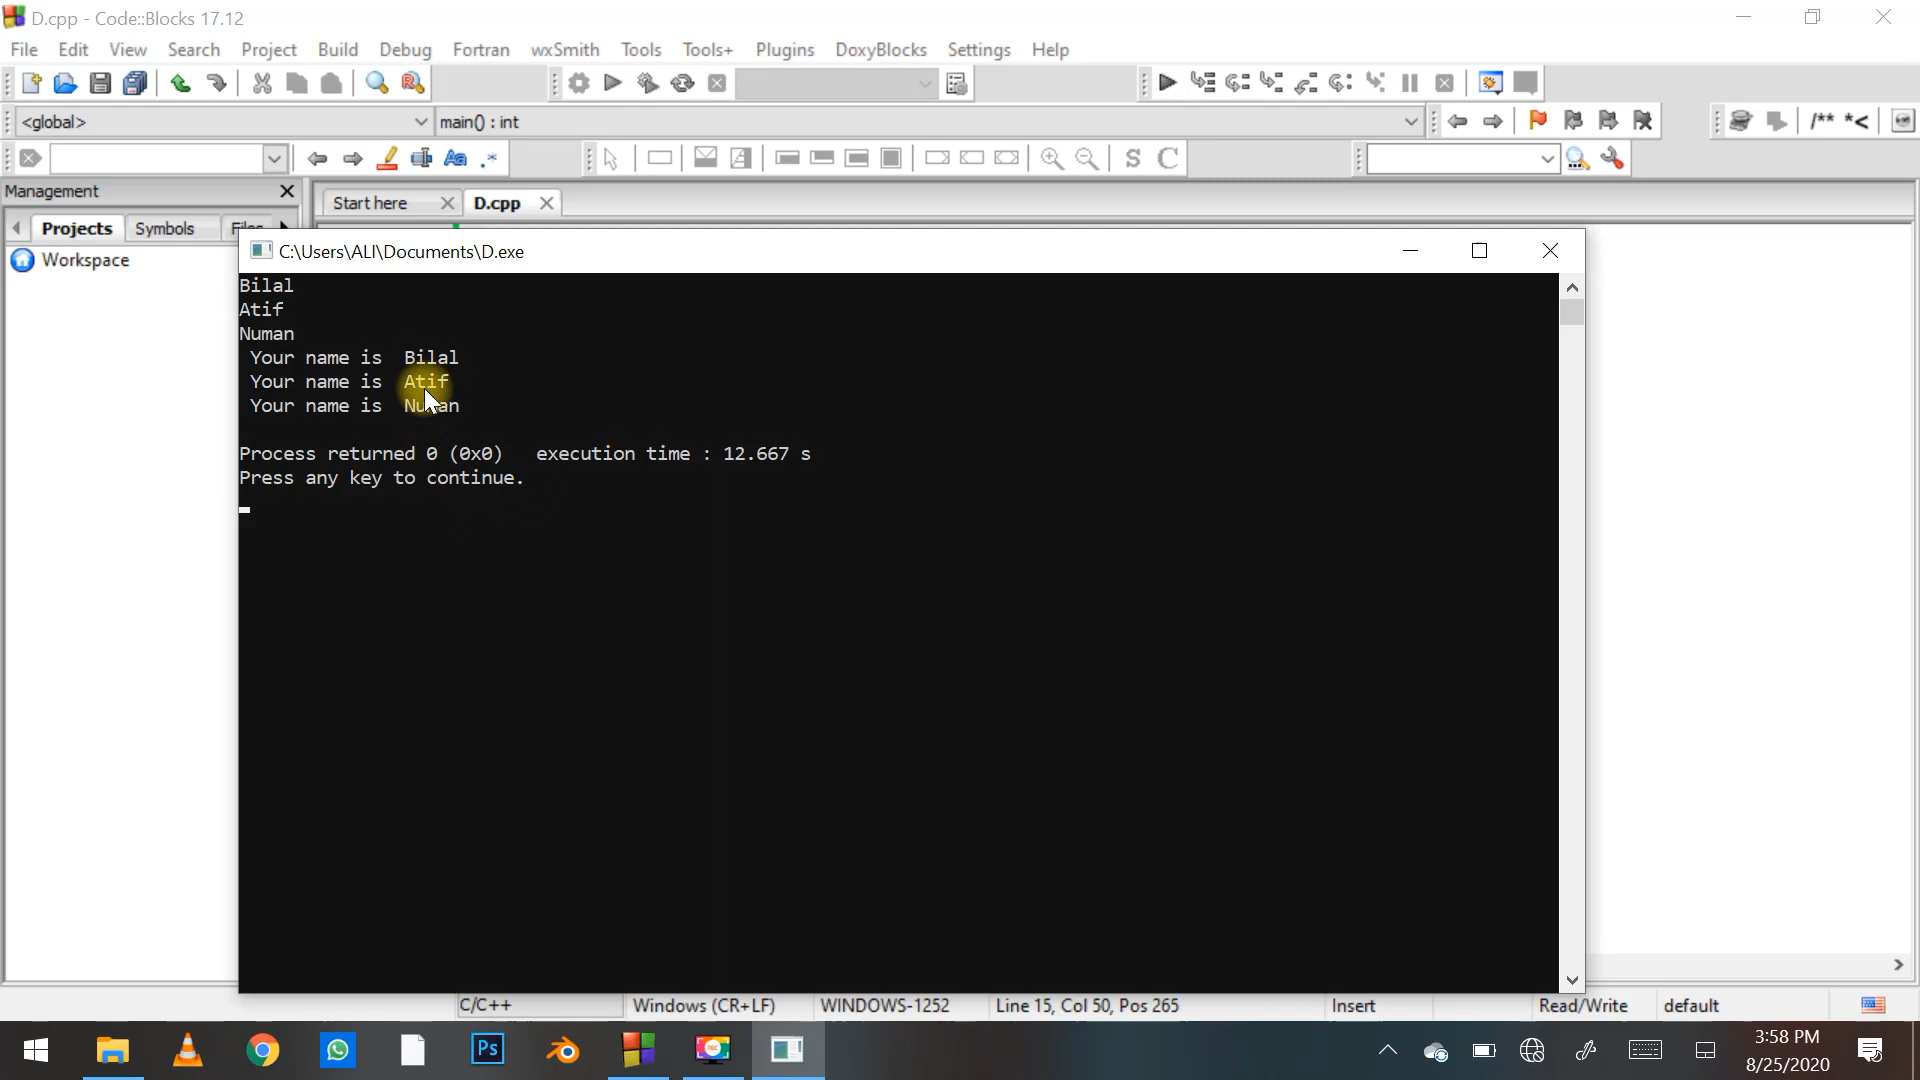 D.cpp - Code::Blocks 17.12
File Edit View Search Project Build Debug Fortran wxSmith Tools Tools+ Plugins DoxyBlocks Settings Help
<global> main() : int
/** *<
Aa .* S C
Management
Start here D.cpp
Projects Symbols
Workspace
C:\Users\ALI\Documents\D.exe
Bilal
Atif
Numan
Your name is  Bilal
Your name is  Atif
Your name is  Numan
Process returned 0 (0x0)   execution time : 12.667 s
Press any key to continue.
C/C++ Windows (CR+LF) WINDOWS-1252 Line 15, Col 50, Pos 265 Insert Read/Write default
Ps
REC
3:58 PM
8/25/2020